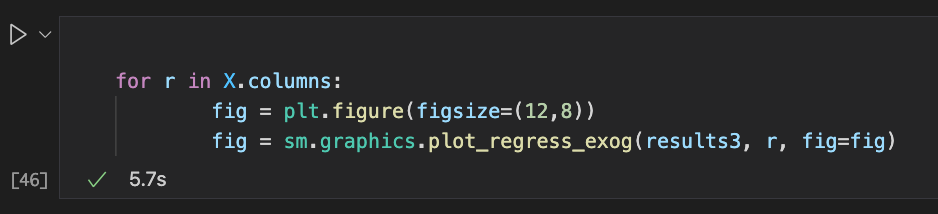 for r in X.columns:
fig = plt.figure(figsize=(12,8))
fig = sm.graphics.plot_regress_exog(results3, r, fig=fig)
[46] 5.7s